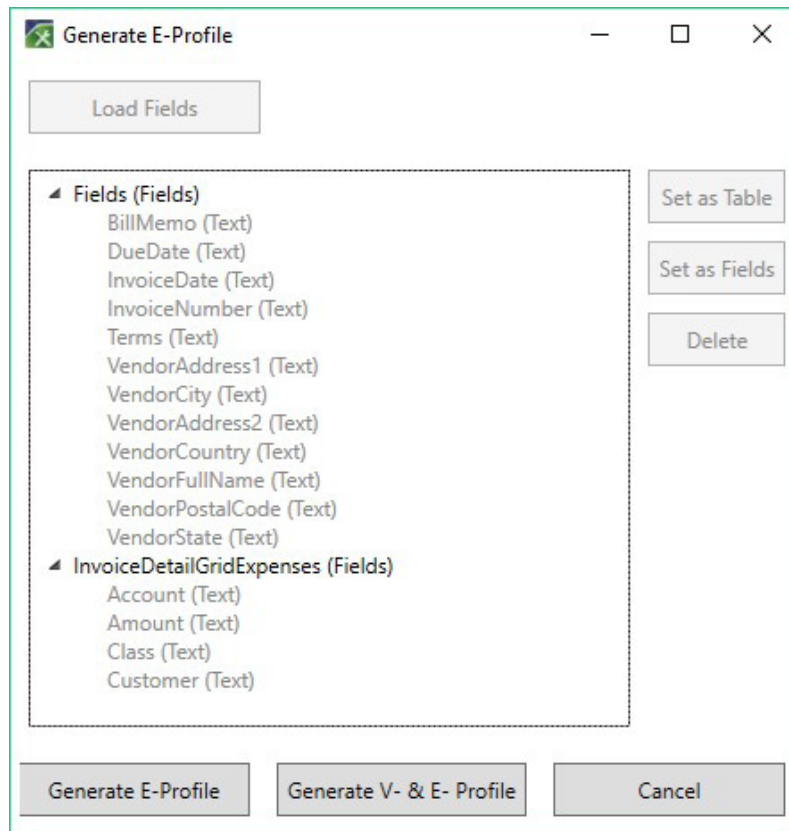 Generate E-Profile
Load Fields
Fields (Fields)
BillMemo (Text)
DueDate (Text)
InvoiceDate (Text)
InvoiceNumber (Text)
Terms (Text)
VendorAddress1 (Text)
VendorCity (Text)
VendorAddress2 (Text)
VendorCountry (Text)
VendorFullName (Text)
VendorPostalCode (Text)
VendorState (Text)
InvoiceDetailGridExpenses (Fields)
Account (Text)
Amount (Text)
Class (Text)
Customer (Text)
Set as Table
Set as Fields
Delete
Generate E-Profile
Generate V- & E- Profile
Cancel